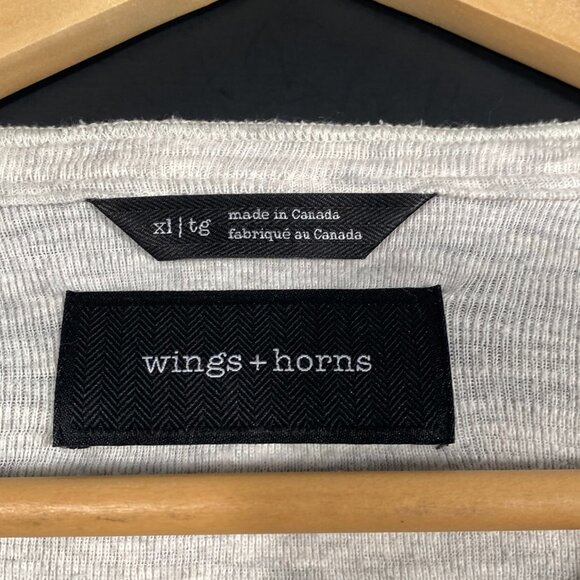 xl | tg
made in Canada
fabriqué au Canada
wings + horns